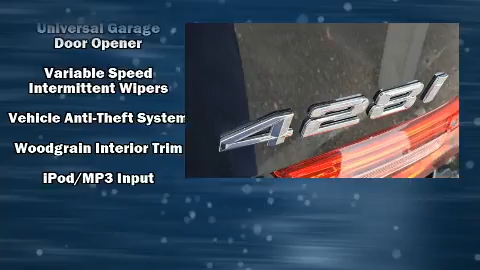 Universal Garage
Door Opener
Variable Speed
Intermittent Wipers
Vehicle Anti-Theft System
Woodgrain Interior Trim
iPod/MP3 Input
428i